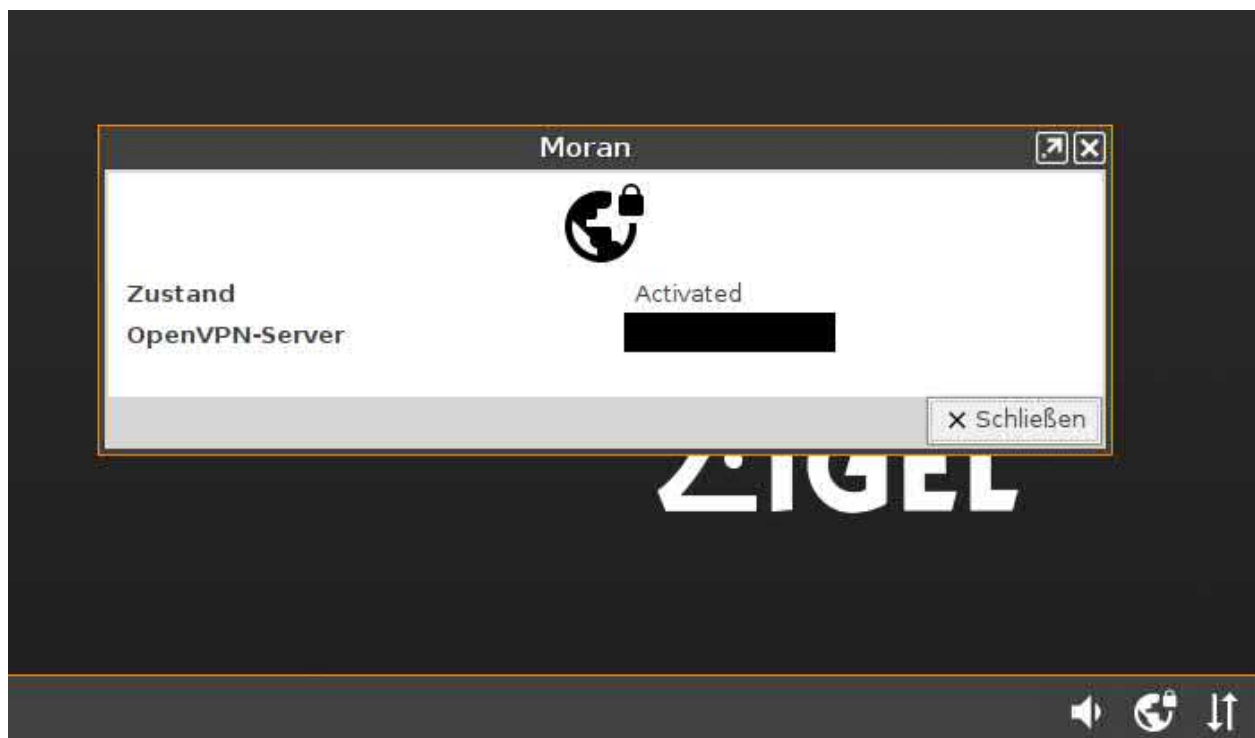 Moran
Zustand Activated
OpenVPN-Server
Schließen
IGEL